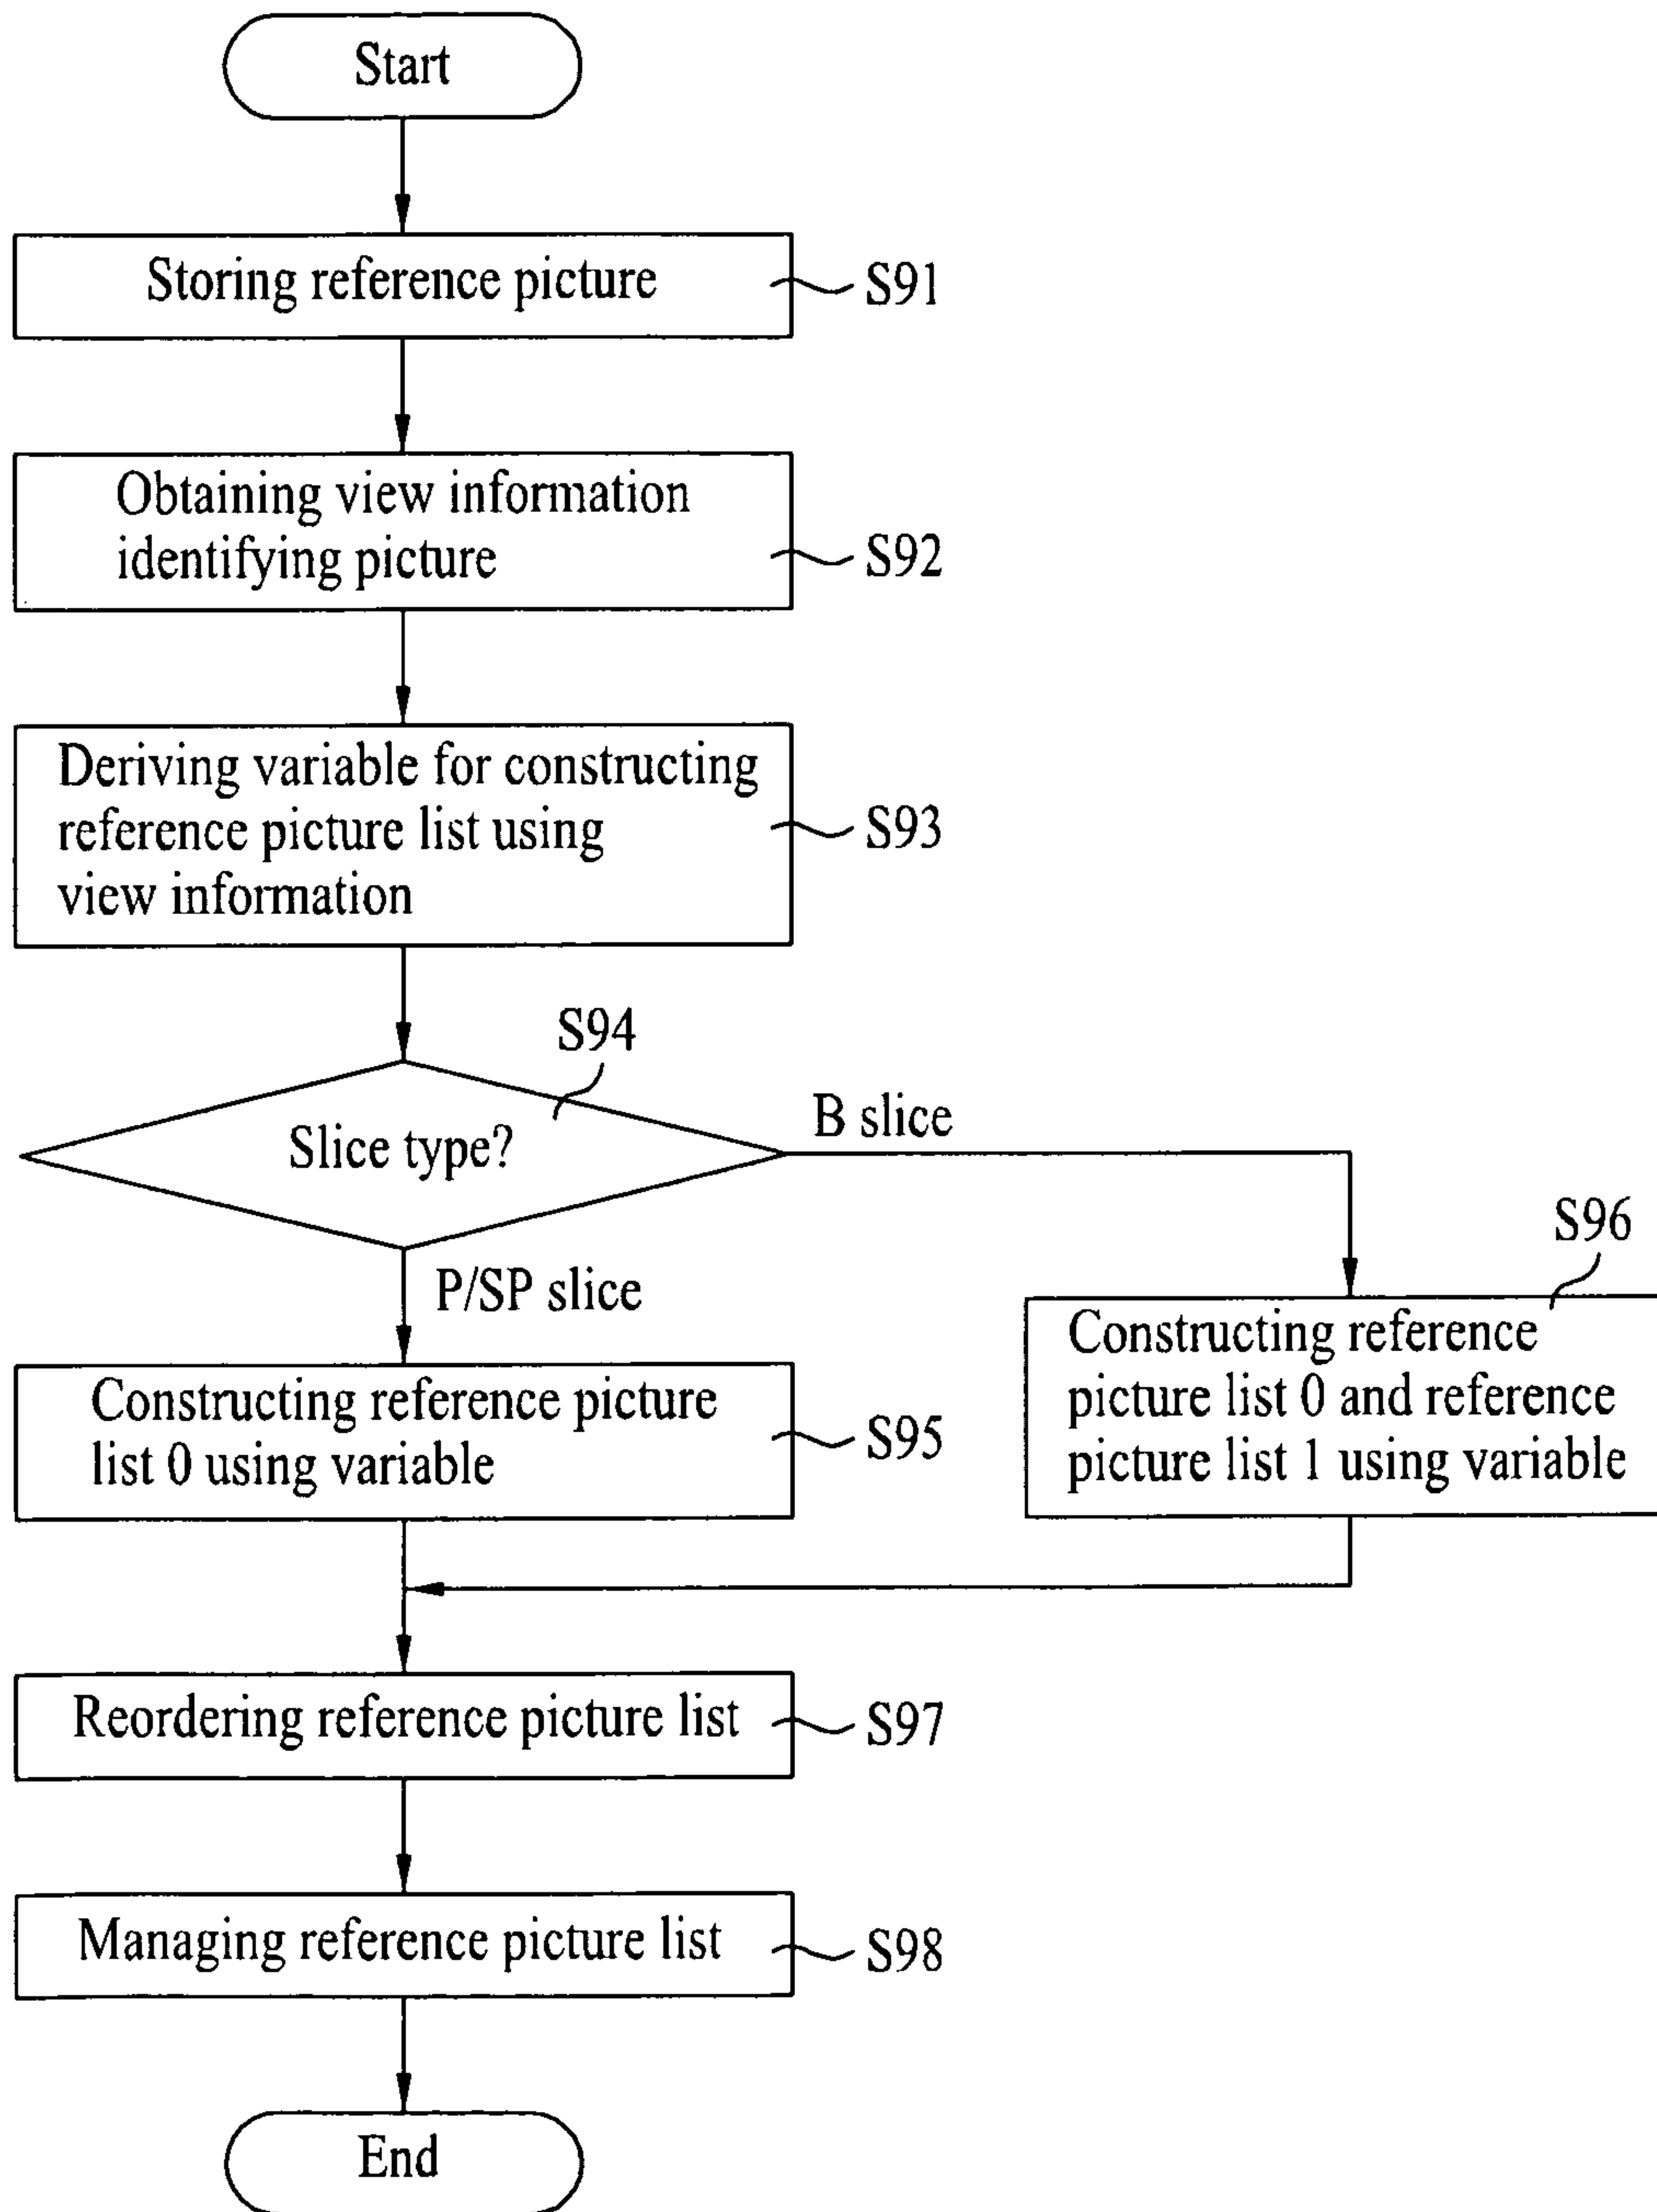 Start
Storing reference picture
S91
Obtaining view information
identifying picture
S92
Deriving variable for constructing
reference picture list using
view information
S93
S94
Slice type?
B slice
P/SP slice
S96
Constructing reference
picture list 0 and reference
picture list 1 using variable
Constructing reference picture
list 0 using variable
S95
Reordering reference picture list
S97
Managing reference picture list
S98
End